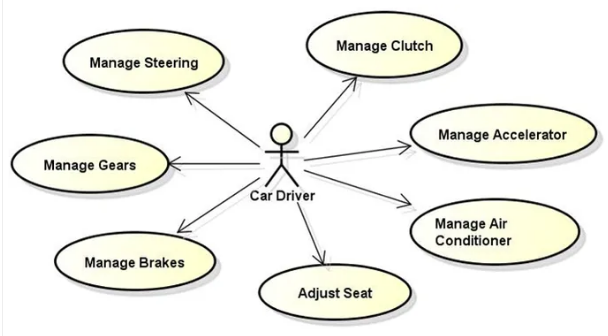 Manage Clutch
Manage Steering
Manage Accelerator
Manage Gears
Car Driver
Manage Air
Conditioner
Manage Brakes
Adjust Seat